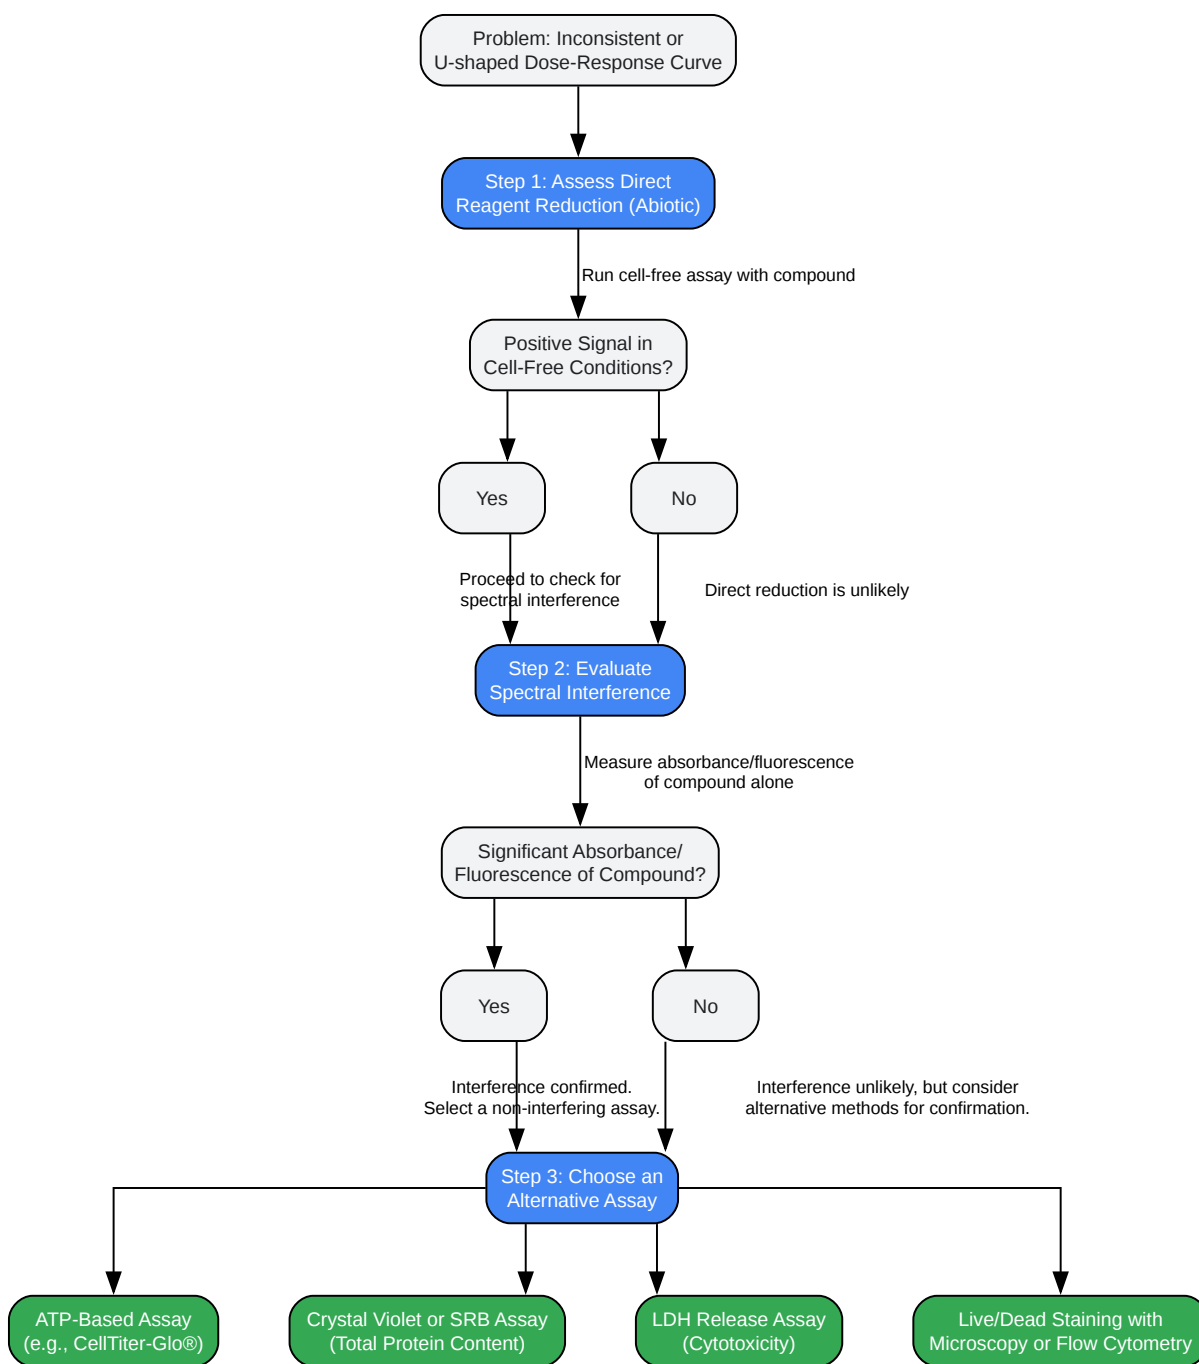 Problem: Inconsistent or
U-shaped Dose-Response Curve
Step 1: Assess Direct
Reagent Reduction (Abiotic)
Run cell-free assay with compound
Positive Signal in
Cell-Free Conditions?
Yes
No
Proceed to check for
spectral interference
Direct reduction is unlikely
Step 2: Evaluate
Spectral Interference
Measure absorbance/fluorescence
of compound alone
Significant Absorbance/
Fluorescence of Compound?
Yes
No
Interference confirmed.
Select a non-interfering assay.
Interference unlikely, but consider
alternative methods for confirmation.
Step 3: Choose an
Alternative Assay
ATP-Based Assay
(e.g., CellTiter-Glo®)
Crystal Violet or SRB Assay
(Total Protein Content)
LDH Release Assay
(Cytotoxicity)
Live/Dead Staining with
Microscopy or Flow Cytometry